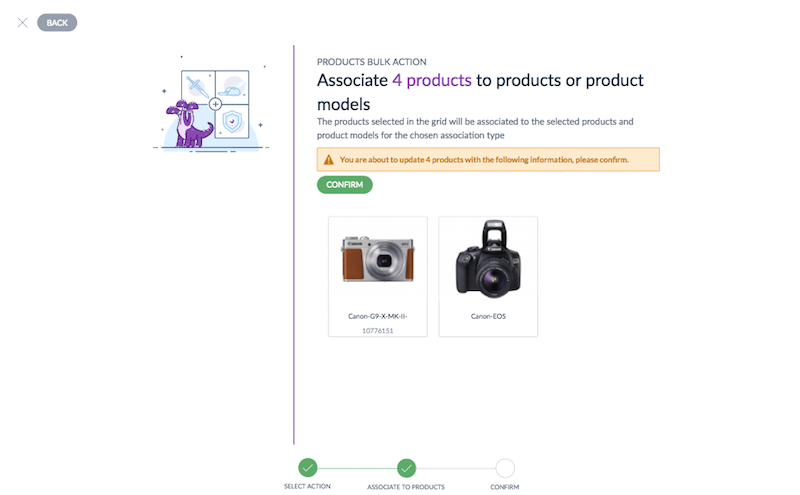 BACK
PRODUCTS BULK ACTION
Associate 4 products to products or product
models
The products selected in the grid will be associated to the selected products and
product models for the chosen association type
You are about to update 4 products with the following information, please confirm.
CONFIRM
Canon-G9-X-MK-II-
10776151
Canon-EOS
SELECT ACTION
ASSOCIATE TO PRODUCTS
CONFIRM